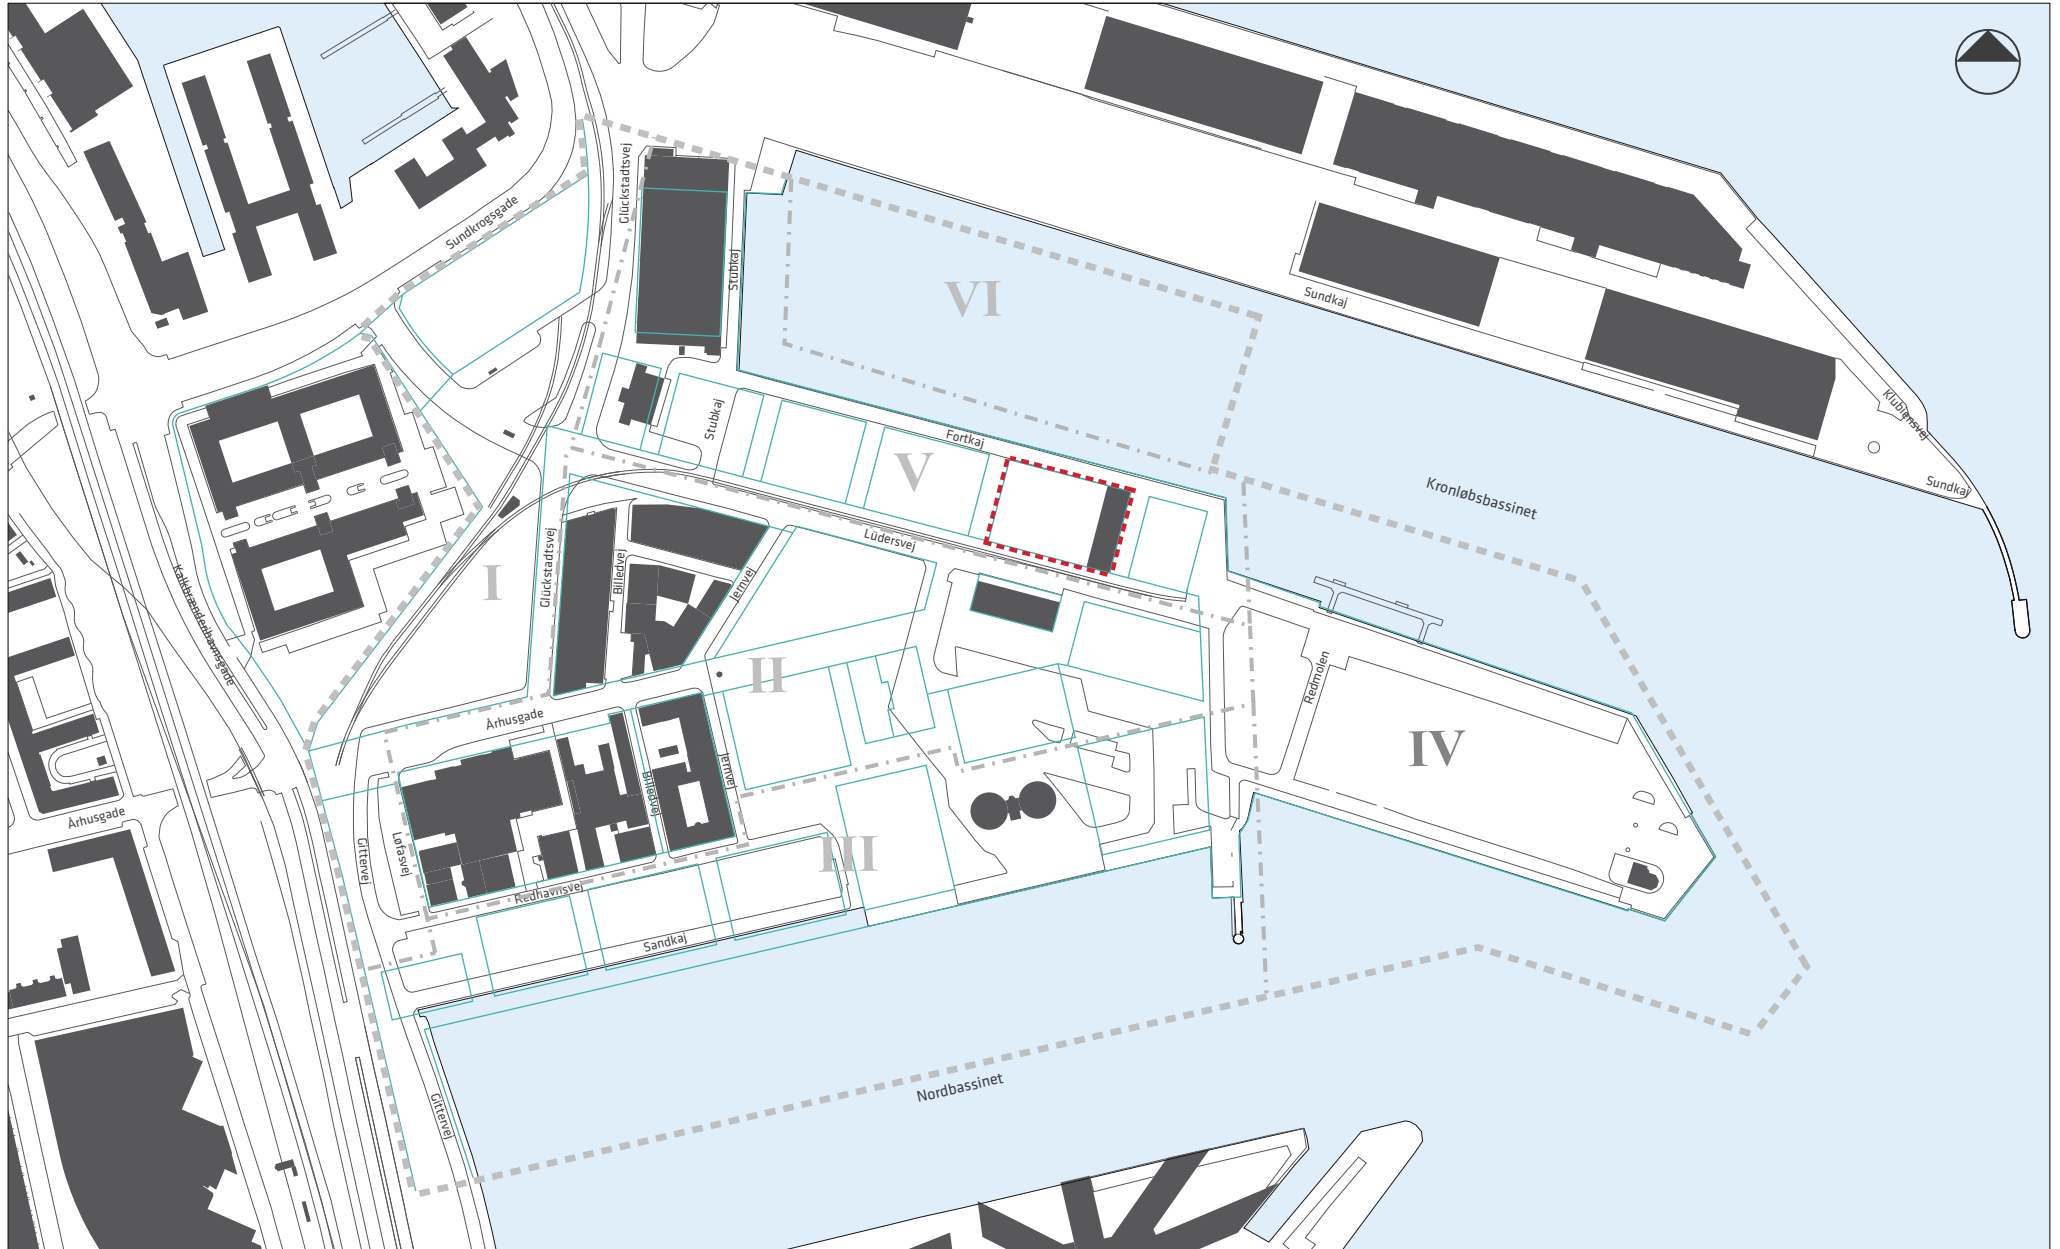 Glückstadtsvej
Sundkrogsgade
Stubkaj
VI
Sundkaj
Klubiensvej
Sundkaj
Stubkaj
Fortkaj
V
Kronløbsbassinet
Lüdersvej
Glückstadtsvej
Billedvej
Jernvej
I
Kalkbrænderihavnsgade
II
Redmolen
Århusgade
IV
Jernvej
Billedvej
Århusgade
Gittervej
Løfasvej
III
Redhavnsvej
Sandkaj
Nordbassinet
Gittervej